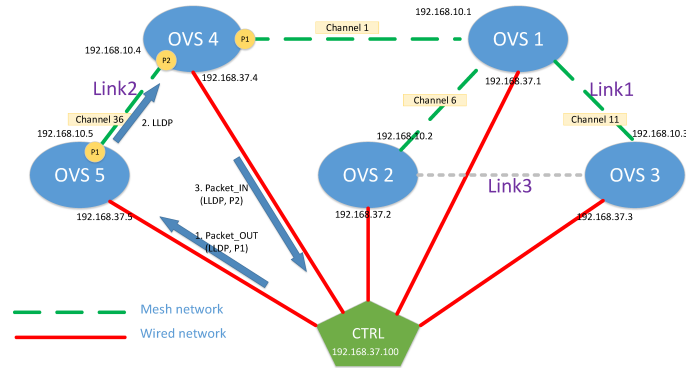 192.168.10.1
P1
Channel 1
OVS 4
OVS 1
192.168.10.4
P2
192.168.37.4
192.168.37.1
Link2
Link1
Channel 6
Channel 36
2. LLDP
Channel 11
192.168.10.5
192.168.10.2
192.168.10.3
P1
OVS 5
OVS 2
OVS 3
Link3
3. Packet_IN
(LLDP, P2)
192.168.37.5
192.168.37.2
192.168.37.3
1. Packet_OUT
(LLDP, P1)
Mesh network
Wired network
CTRL
192.168.37.100